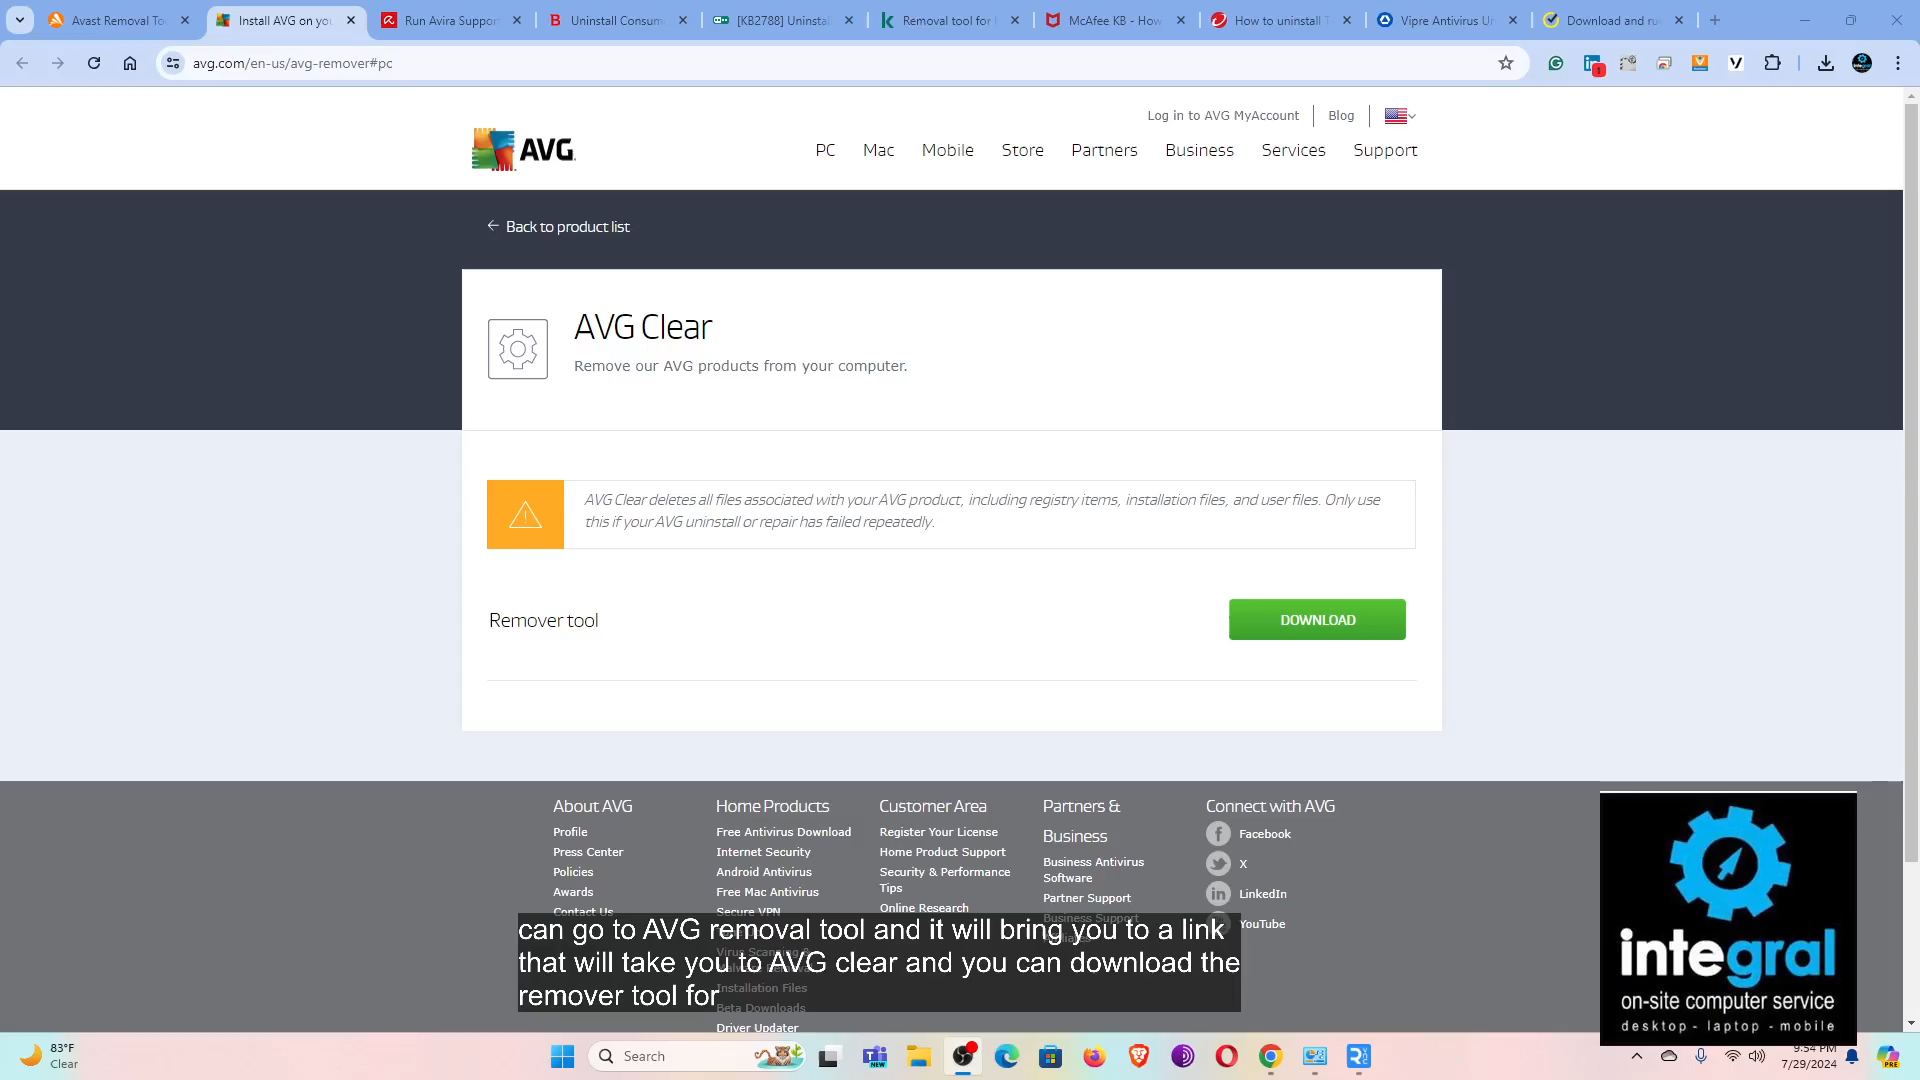 Avast Removal To
Install AVG on you
Run Avira Suppor
Uninstall Consum
[KB2788] Uninsta
Removal tool for
McAfee KB - How
How to uninstall T
Vipre Antivirus Un
Download and ru
avg.com/en-us/avg-remover#pc
Log in to AVG MyAccount
Blog
AVG
PC
Mac
Mobile
Store
Partners
Business
Services
Support
← Back to product list
AVG Clear
Remove our AVG products from your computer.
AVG Clear deletes all files associated with your AVG product, including registry items, installation files, and user files. Only use
this if your AVG uninstall or repair has failed repeatedly.
Remover tool
DOWNLOAD
About AVG
Profile
Press Center
Policies
Awards
Contact Us
Home Products
Free Antivirus Download
Internet Security
Android Antivirus
Free Mac Antivirus
Secure VPN
Virus Scanning &
Installation Files
Beta Downloads
Driver Updater
Customer Area
Register Your License
Home Product Support
Security & Performance
Tips
Online Research
Partners &
Business
Business Antivirus
Software
Partner Support
Business Support
Connect with AVG
Facebook
X
LinkedIn
YouTube
can go to AVG removal tool and it will bring you to a link
that will take you to AVG clear and you can download the
remover tool for
integral
on-site computer service
desktop - laptop - mobile
83°F
Clear
Search
NEW
PRE
9:54 PM
7/29/2024